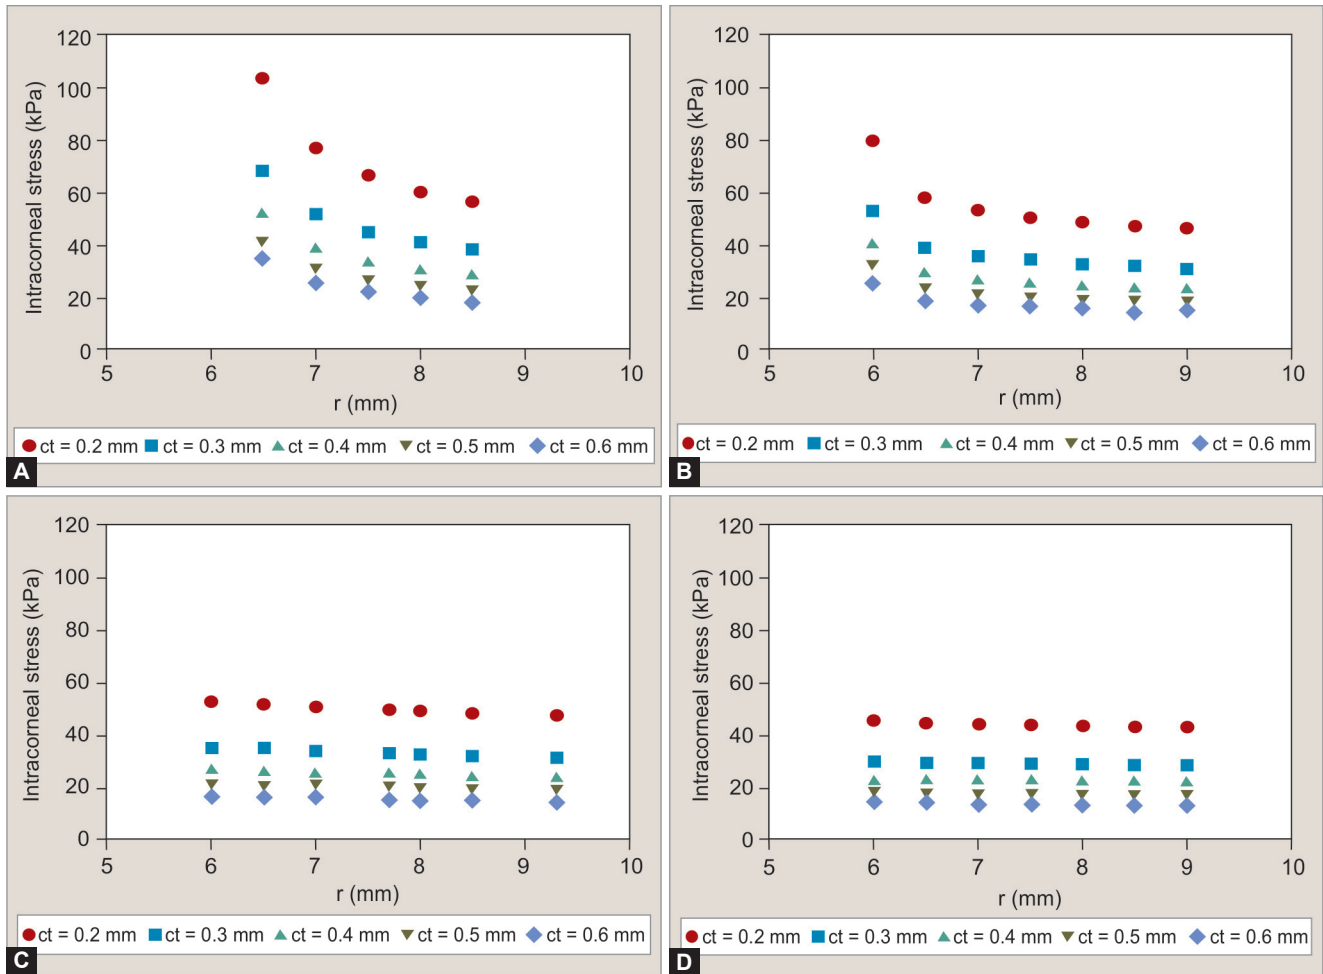 120
100
80
60
40
20
0
Intracorneal stress (kPa)
5 6 7 8 9 10
r (mm)
ct = 0.2 mm ct = 0.3 mm ct = 0.4 mm ct = 0.5 mm ct = 0.6 mm
A
120
100
80
60
40
20
0
Intracorneal stress (kPa)
5 6 7 8 9 10
r (mm)
ct = 0.2 mm ct = 0.3 mm ct = 0.4 mm ct = 0.5 mm ct = 0.6 mm
B
120
100
80
60
40
20
0
Intracorneal stress (kPa)
5 6 7 8 9 10
r (mm)
ct = 0.2 mm ct = 0.3 mm ct = 0.4 mm ct = 0.5 mm ct = 0.6 mm
C
120
100
80
60
40
20
0
Intracorneal stress (kPa)
5 6 7 8 9 10
r (mm)
ct = 0.2 mm ct = 0.3 mm ct = 0.4 mm ct = 0.5 mm ct = 0.6 mm
D